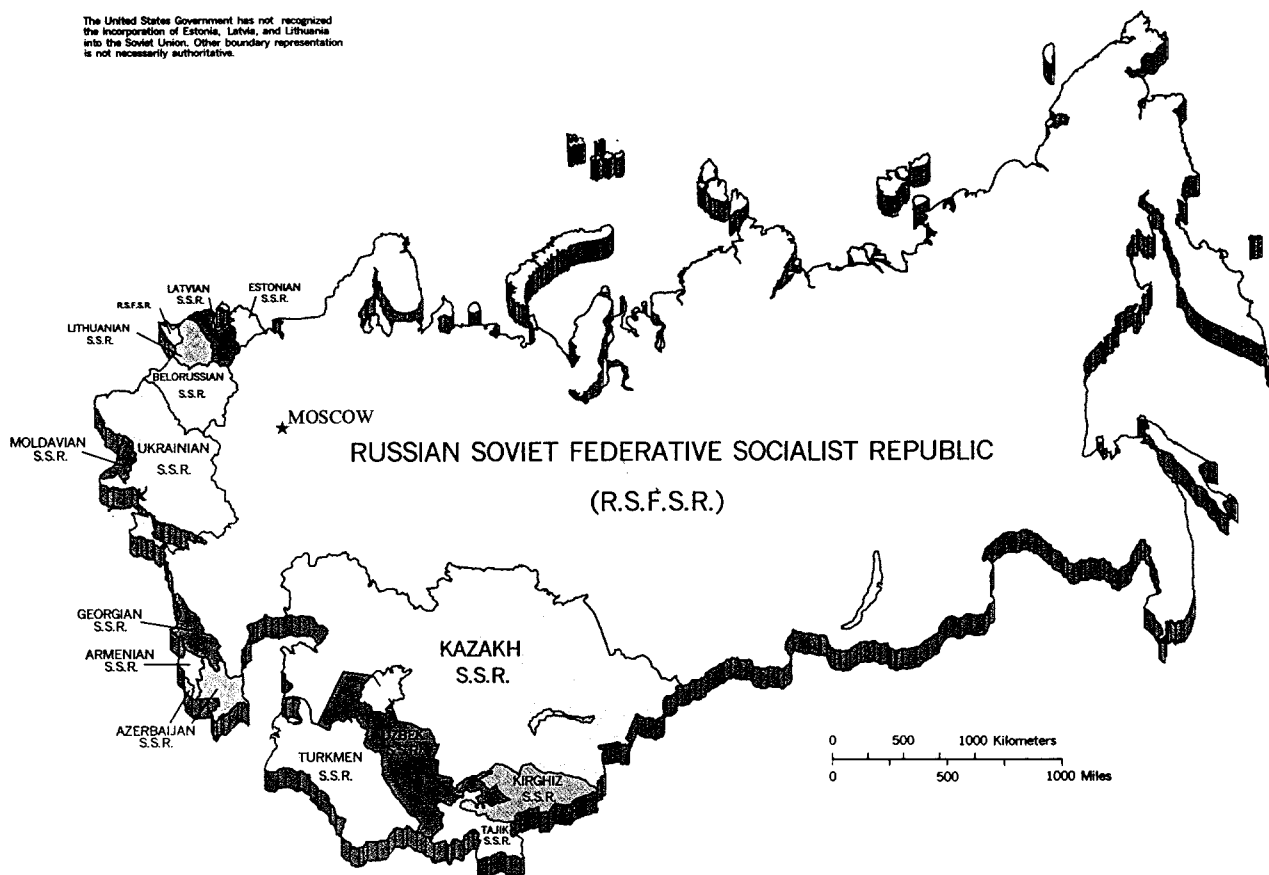 The United States Government has not recognized
the incorporation of Estonia, Latvia, and Lithuania
into the Soviet Union. Other boundary representation
is not necessarily authoritative.
LATVIAN
S.S.R.
ESTONIAN
S.S.R.
R.S.F.S.R.
LITHUANIAN
S.S.R.
BELORUSSIAN
S.S.R.
MOSCOW
MOLDAVIAN
S.S.R.
UKRAINIAN
S.S.R.
RUSSIAN SOVIET FEDERATIVE SOCIALIST REPUBLIC
(R.S.F.S.R.)
GEORGIAN
S.S.R.
ARMENIAN
S.S.R.
AZERBAIJAN
S.S.R.
KAZAKH
S.S.R.
UZBEK
S.S.R.
TURKMEN
S.S.R.
KIRGHIZ
S.S.R.
TAJIK
S.S.R.
0 500 1000 Kilometers
0 500 1000 Miles